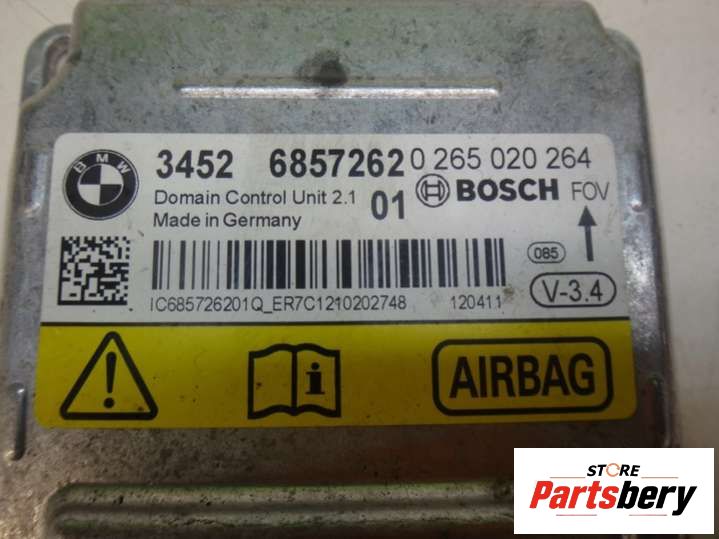 BMW
3452 6857262 0 265 020 264
Domain Control Unit 2.1 01 BOSCH FOV
Made in Germany
085
IC685726201Q_ER7C1210202748 120411
V-3.4
i
AIRBAG
STORE
Partsbery